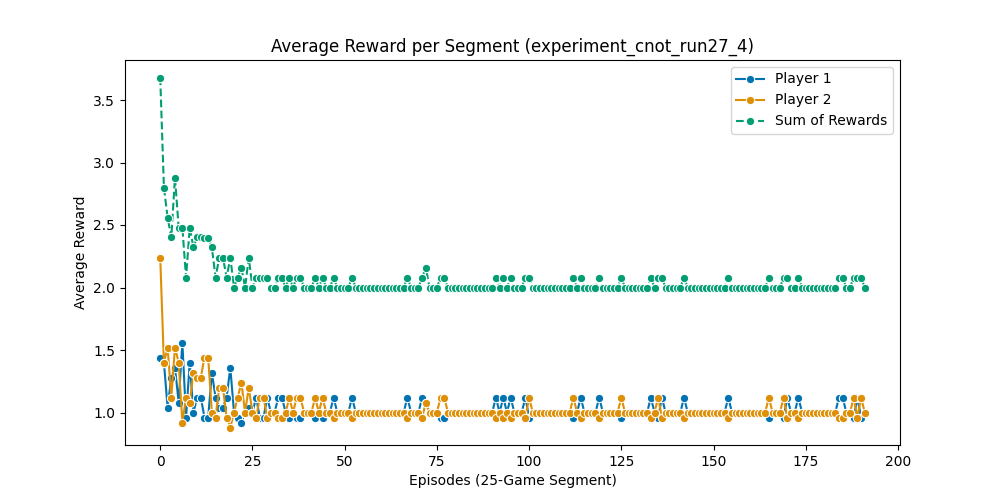 Average Reward per Segment (experiment_cnot_run27_4)
Player 1
Player 2
Sum of Rewards
Average Reward
3.5
3.0
2.5
2.0
1.5
1.0
0 25 50 75 100 125 150 175 200
Episodes (25-Game Segment)